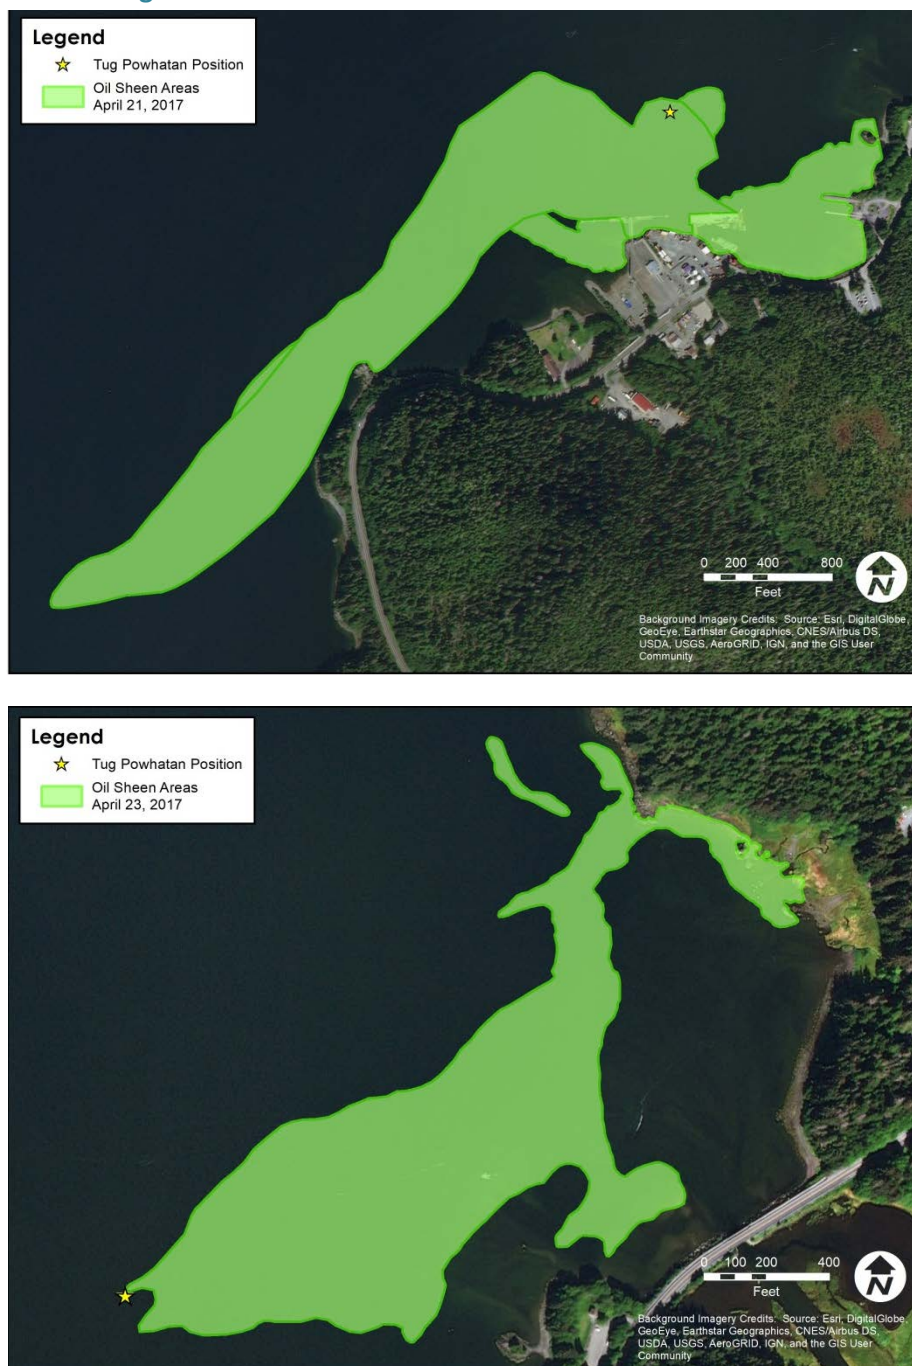 Legend
Tug Powhatan Position
Oil Sheen Areas
April 21, 2017
0 200 400 800
Feet
N
Background Imagery Credits: Source: Esri, DigitalGlobe,
GeoEye, Earthstar Geographics, CNES/Airbus DS,
USDA, USGS, AeroGRID, IGN, and the GIS User
Community
Legend
Tug Powhatan Position
Oil Sheen Areas
April 23, 2017
0 100 200 400
Feet
N
Background Imagery Credits: Source: Esri, DigitalGlobe,
GeoEye, Earthstar Geographics, CNES/Airbus DS,
USDA, USGS, AeroGRID, IGN, and the GIS User
Community